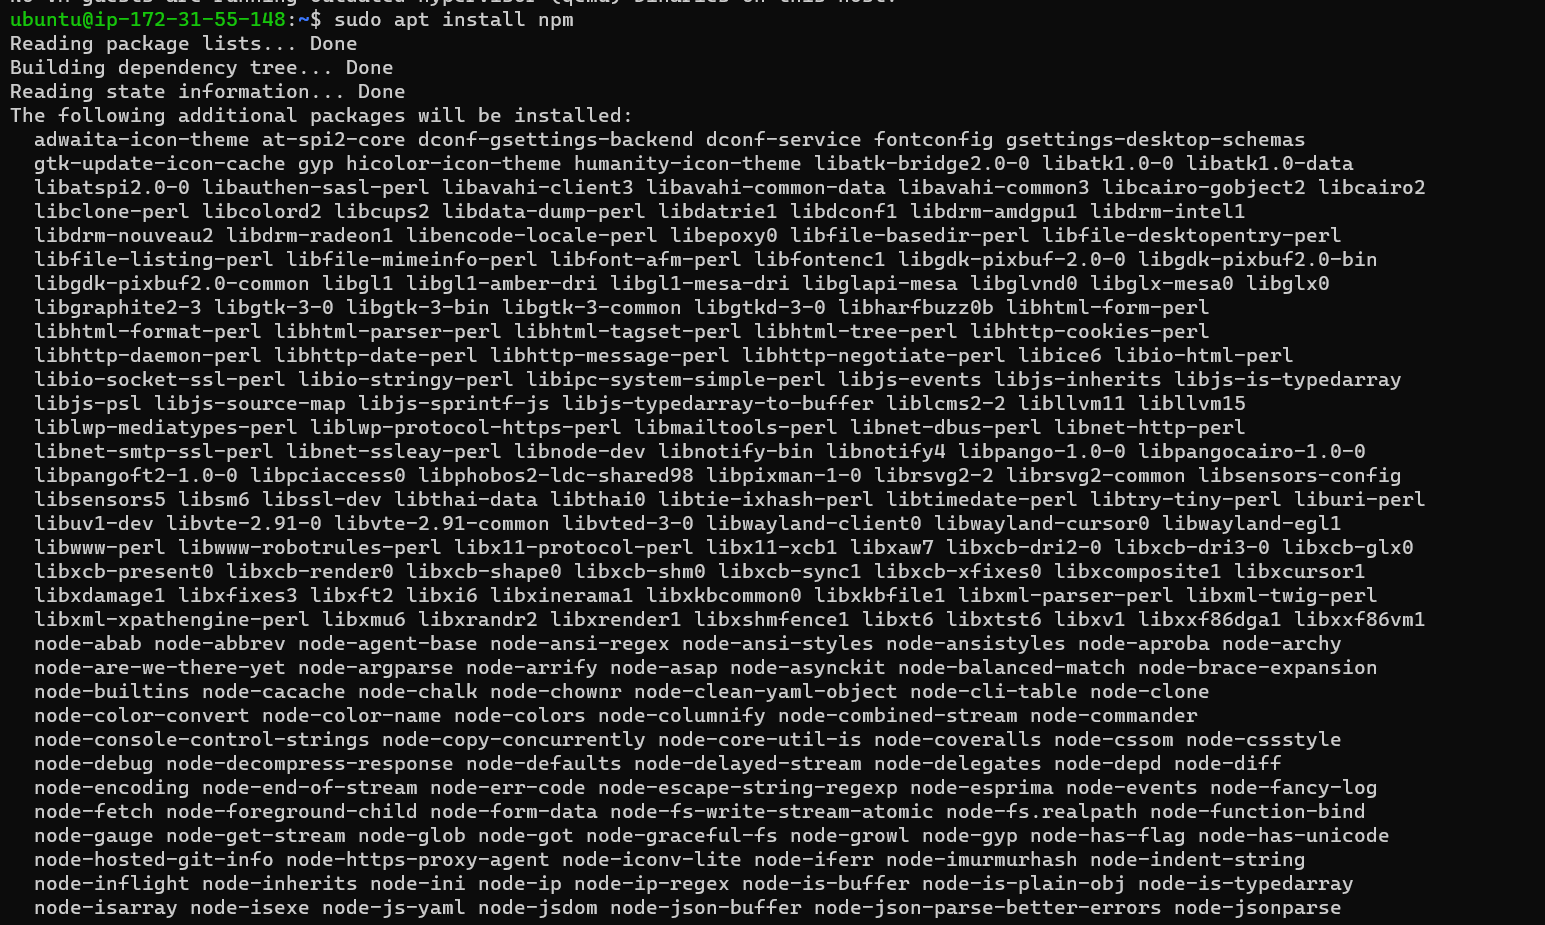 No VM guests are running outdated hypervisor (qemu) binaries on this host.
ubuntu@ip-172-31-55-148:~$ sudo apt install npm
Reading package lists... Done
Building dependency tree... Done
Reading state information... Done
The following additional packages will be installed:
  adwaita-icon-theme at-spi2-core dconf-gsettings-backend dconf-service fontconfig gsettings-desktop-schemas
  gtk-update-icon-cache gyp hicolor-icon-theme humanity-icon-theme libatk-bridge2.0-0 libatk1.0-0 libatk1.0-data
  libatspi2.0-0 libauthen-sasl-perl libavahi-client3 libavahi-common-data libavahi-common3 libcairo-gobject2 libcairo2
  libclone-perl libcolord2 libcups2 libdata-dump-perl libdatrie1 libdconf1 libdrm-amdgpu1 libdrm-intel1
  libdrm-nouveau2 libdrm-radeon1 libencode-locale-perl libepoxy0 libfile-basedir-perl libfile-desktopentry-perl
  libfile-listing-perl libfile-mimeinfo-perl libfont-afm-perl libfontenc1 libgdk-pixbuf-2.0-0 libgdk-pixbuf2.0-bin
  libgdk-pixbuf2.0-common libgl1 libgl1-amber-dri libgl1-mesa-dri libglapi-mesa libglvnd0 libglx-mesa0 libglx0
  libgraphite2-3 libgtk-3-0 libgtk-3-bin libgtk-3-common libgtkd-3-0 libharfbuzz0b libhtml-form-perl
  libhtml-format-perl libhtml-parser-perl libhtml-tagset-perl libhtml-tree-perl libhttp-cookies-perl
  libhttp-daemon-perl libhttp-date-perl libhttp-message-perl libhttp-negotiate-perl libice6 libio-html-perl
  libio-socket-ssl-perl libio-stringy-perl libipc-system-simple-perl libjs-events libjs-inherits libjs-is-typedarray
  libjs-psl libjs-source-map libjs-sprintf-js libjs-typedarray-to-buffer liblcms2-2 libllvm11 libllvm15
  liblwp-mediatypes-perl liblwp-protocol-https-perl libmailtools-perl libnet-dbus-perl libnet-http-perl
  libnet-smtp-ssl-perl libnet-ssleay-perl libnode-dev libnotify-bin libnotify4 libpango-1.0-0 libpangocairo-1.0-0
  libpangoft2-1.0-0 libpciaccess0 libphobos2-ldc-shared98 libpixman-1-0 librsvg2-2 librsvg2-common libsensors-config
  libsensors5 libsm6 libssl-dev libthai-data libthai0 libtie-ixhash-perl libtimedate-perl libtry-tiny-perl liburi-perl
  libuv1-dev libvte-2.91-0 libvte-2.91-common libvted-3-0 libwayland-client0 libwayland-cursor0 libwayland-egl1
  libwww-perl libwww-robotrules-perl libx11-protocol-perl libx11-xcb1 libxaw7 libxcb-dri2-0 libxcb-dri3-0 libxcb-glx0
  libxcb-present0 libxcb-render0 libxcb-shape0 libxcb-shm0 libxcb-sync1 libxcb-xfixes0 libxcomposite1 libxcursor1
  libxdamage1 libxfixes3 libxft2 libxi6 libxinerama1 libxkbcommon0 libxkbfile1 libxml-parser-perl libxml-twig-perl
  libxml-xpathengine-perl libxmu6 libxrandr2 libxrender1 libxshmfence1 libxt6 libxtst6 libxv1 libxxf86dga1 libxxf86vm1
  node-abab node-abbrev node-agent-base node-ansi-regex node-ansi-styles node-ansistyles node-aproba node-archy
  node-are-we-there-yet node-argparse node-arrify node-asap node-asynckit node-balanced-match node-brace-expansion
  node-builtins node-cacache node-chalk node-chownr node-clean-yaml-object node-cli-table node-clone
  node-color-convert node-color-name node-colors node-columnify node-combined-stream node-commander
  node-console-control-strings node-copy-concurrently node-core-util-is node-coveralls node-cssom node-cssstyle
  node-debug node-decompress-response node-defaults node-delayed-stream node-delegates node-depd node-diff
  node-encoding node-end-of-stream node-err-code node-escape-string-regexp node-esprima node-events node-fancy-log
  node-fetch node-foreground-child node-form-data node-fs-write-stream-atomic node-fs.realpath node-function-bind
  node-gauge node-get-stream node-glob node-got node-graceful-fs node-growl node-gyp node-has-flag node-has-unicode
  node-hosted-git-info node-https-proxy-agent node-iconv-lite node-iferr node-imurmurhash node-indent-string
  node-inflight node-inherits node-ini node-ip node-ip-regex node-is-buffer node-is-plain-obj node-is-typedarray
  node-isarray node-isexe node-js-yaml node-jsdom node-json-buffer node-json-parse-better-errors node-jsonparse